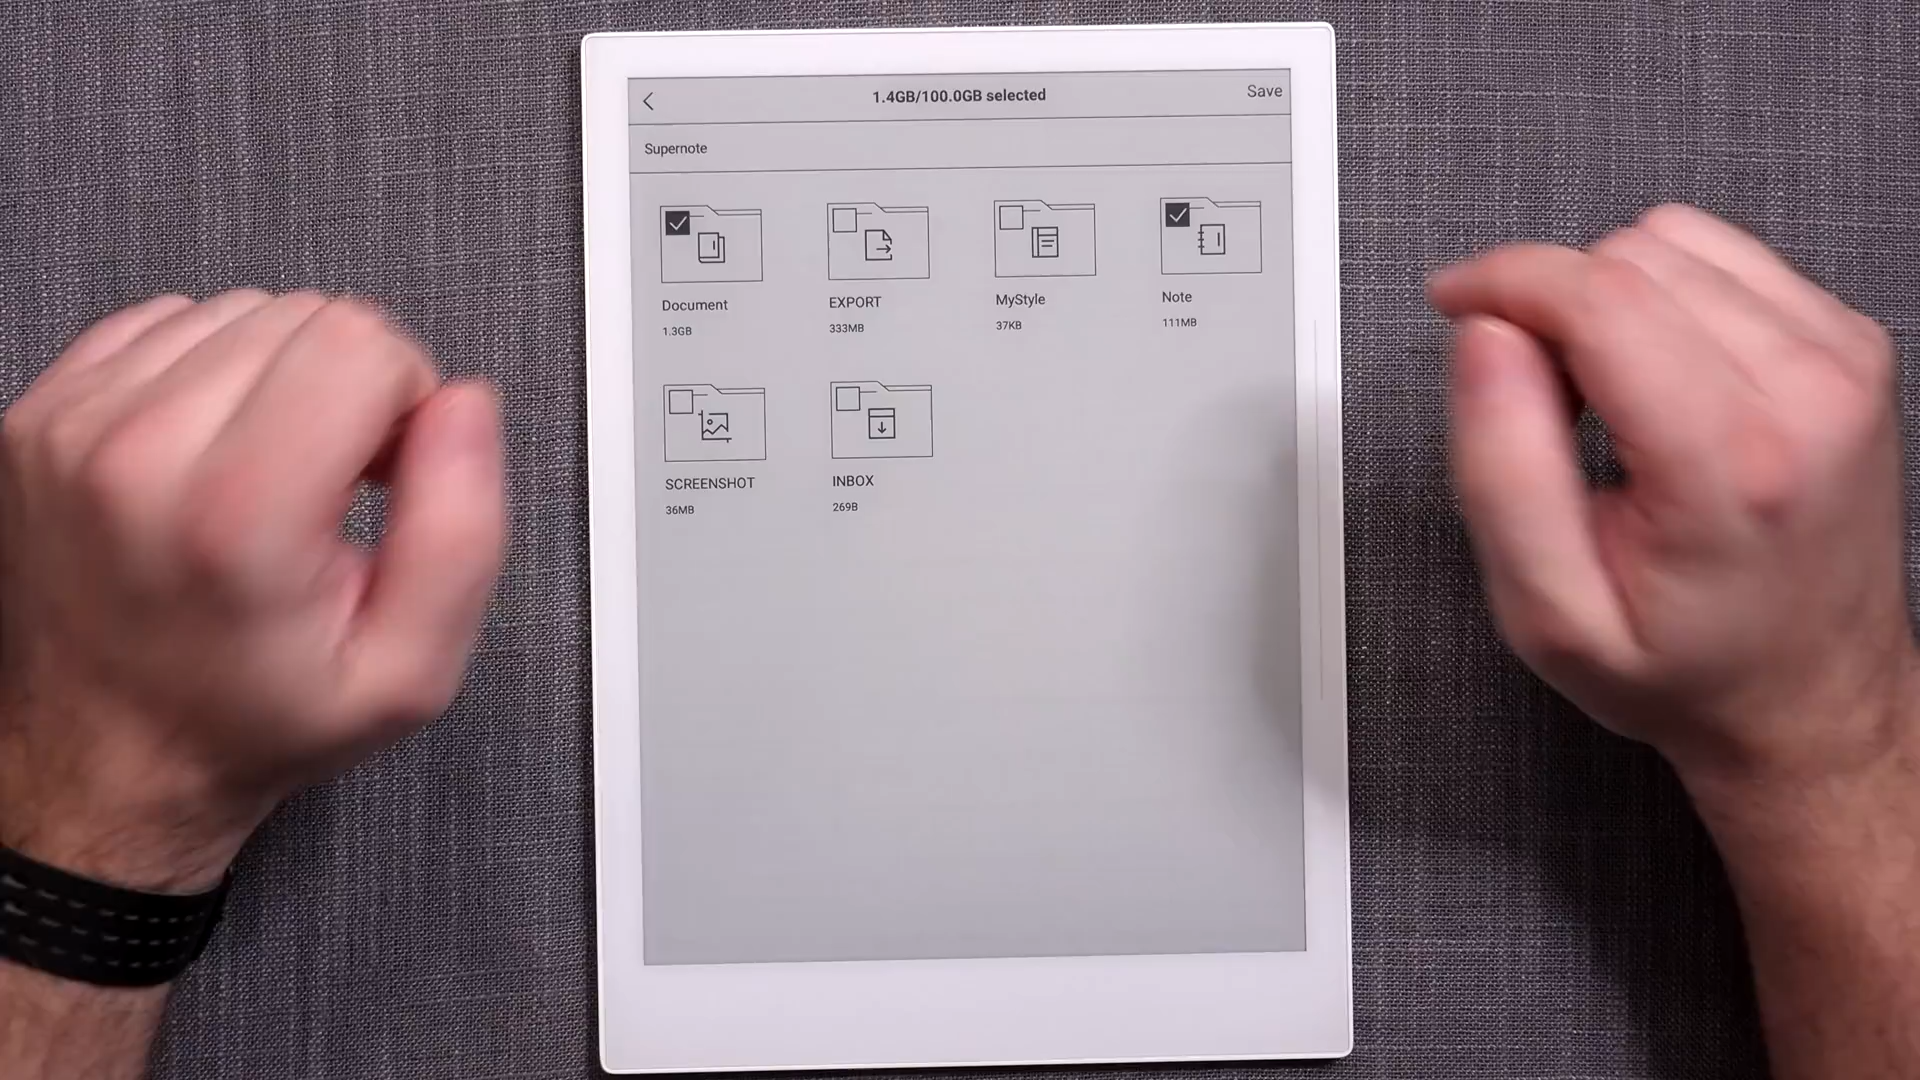 1.4GB/100.0GB selected
Save
Supernote
Document
EXPORT
MyStyle
Note
1.3GB
333MB
37KB
111MB
SCREENSHOT
INBOX
36MB
269B